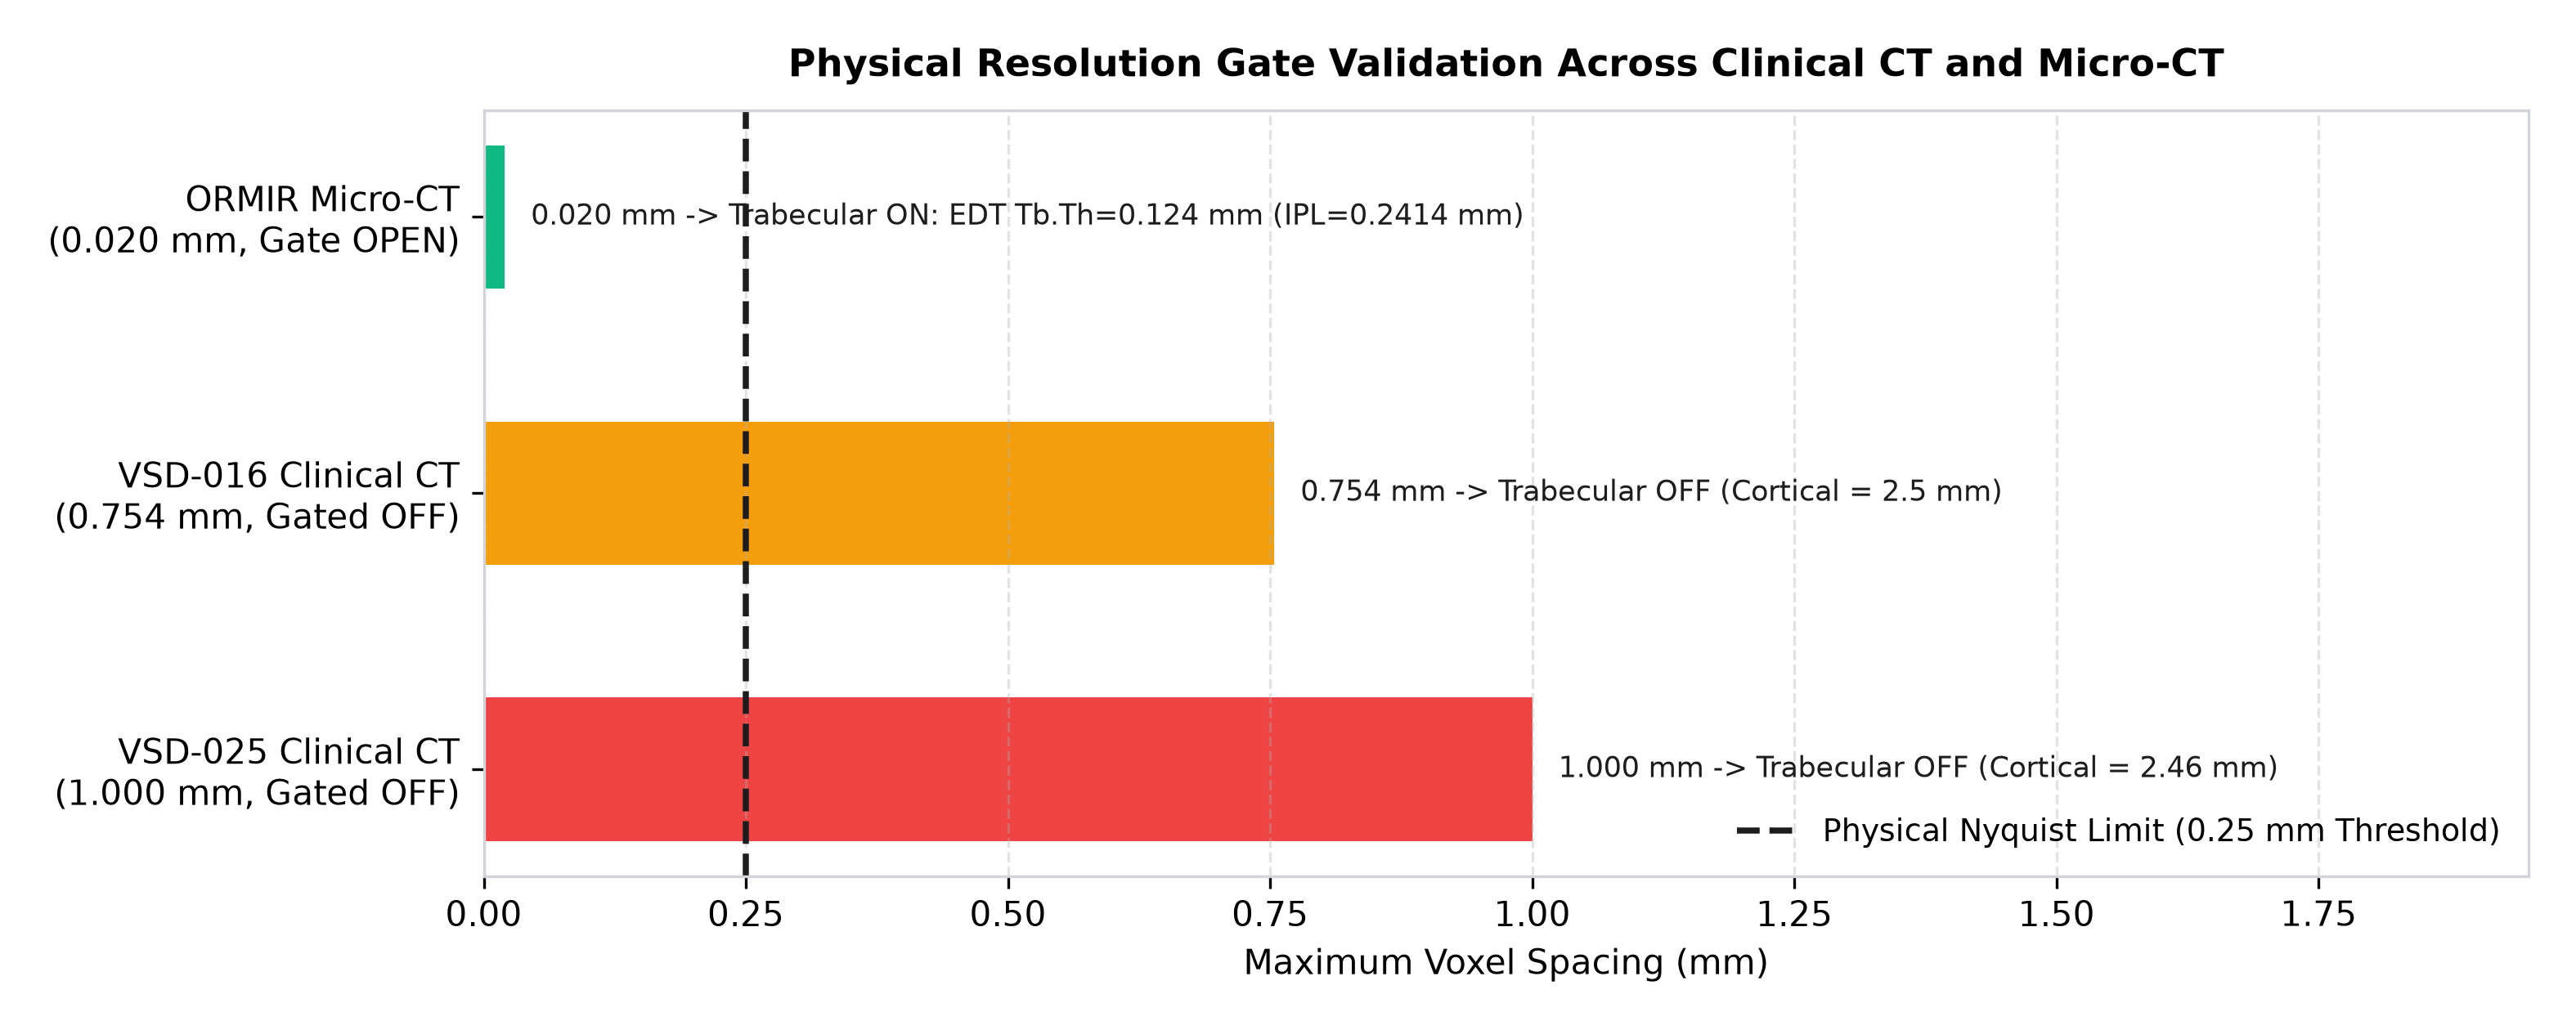 Physical Resolution Gate Validation Across Clinical CT and Micro-CT
ORMIR Micro-CT
(0.020 mm, Gate OPEN)
0.020 mm -> Trabecular ON: EDT Tb.Th=0.124 mm (IPL=0.2414 mm)
VSD-016 Clinical CT
(0.754 mm, Gated OFF)
0.754 mm -> Trabecular OFF (Cortical = 2.5 mm)
VSD-025 Clinical CT
(1.000 mm, Gated OFF)
1.000 mm -> Trabecular OFF (Cortical = 2.46 mm)
Physical Nyquist Limit (0.25 mm Threshold)
0.00 0.25 0.50 0.75 1.00 1.25 1.50 1.75
Maximum Voxel Spacing (mm)